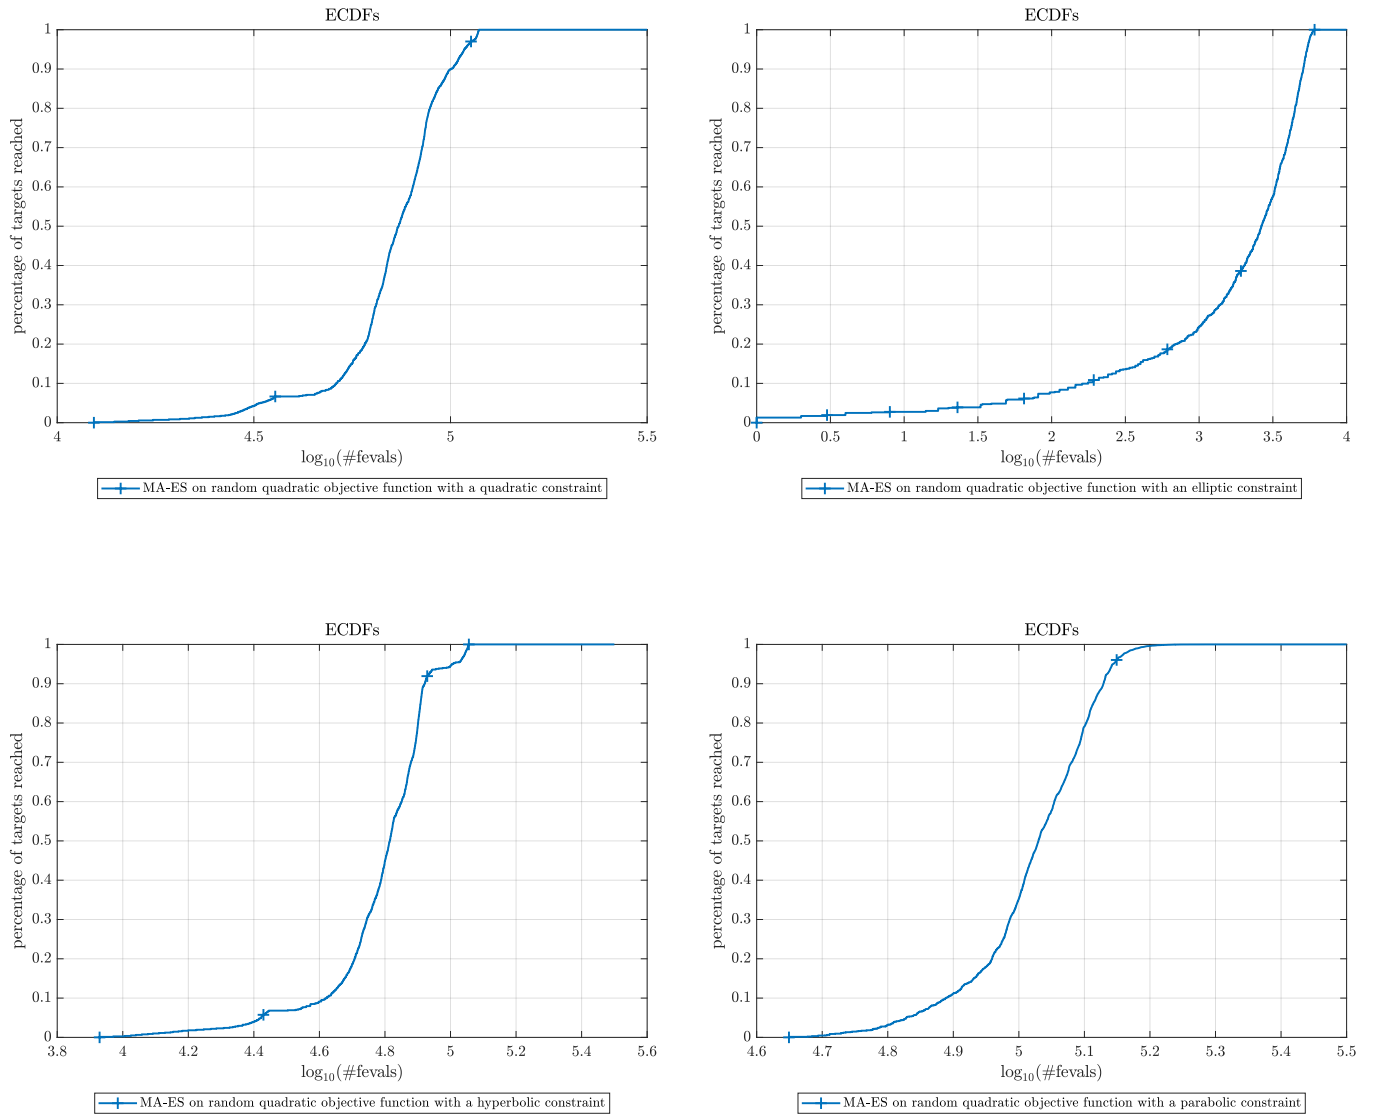 ECDFs
1
0.9
0.8
0.7
0.6
0.5
0.4
0.3
0.2
0.1
0
percentage of targets reached
4 4.5 5 5.5
log10(#fevals)
MA-ES on random quadratic objective function with a quadratic constraint
ECDFs
1
0.9
0.8
0.7
0.6
0.5
0.4
0.3
0.2
0.1
0
percentage of targets reached
0 0.5 1 1.5 2 2.5 3 3.5 4
log10(#fevals)
MA-ES on random quadratic objective function with an elliptic constraint
ECDFs
1
0.9
0.8
0.7
0.6
0.5
0.4
0.3
0.2
0.1
0
percentage of targets reached
3.8 4 4.2 4.4 4.6 4.8 5 5.2 5.4 5.6
log10(#fevals)
MA-ES on random quadratic objective function with a hyperbolic constraint
ECDFs
1
0.9
0.8
0.7
0.6
0.5
0.4
0.3
0.2
0.1
0
percentage of targets reached
4.6 4.7 4.8 4.9 5 5.1 5.2 5.3 5.4 5.5
log10(#fevals)
MA-ES on random quadratic objective function with a parabolic constraint